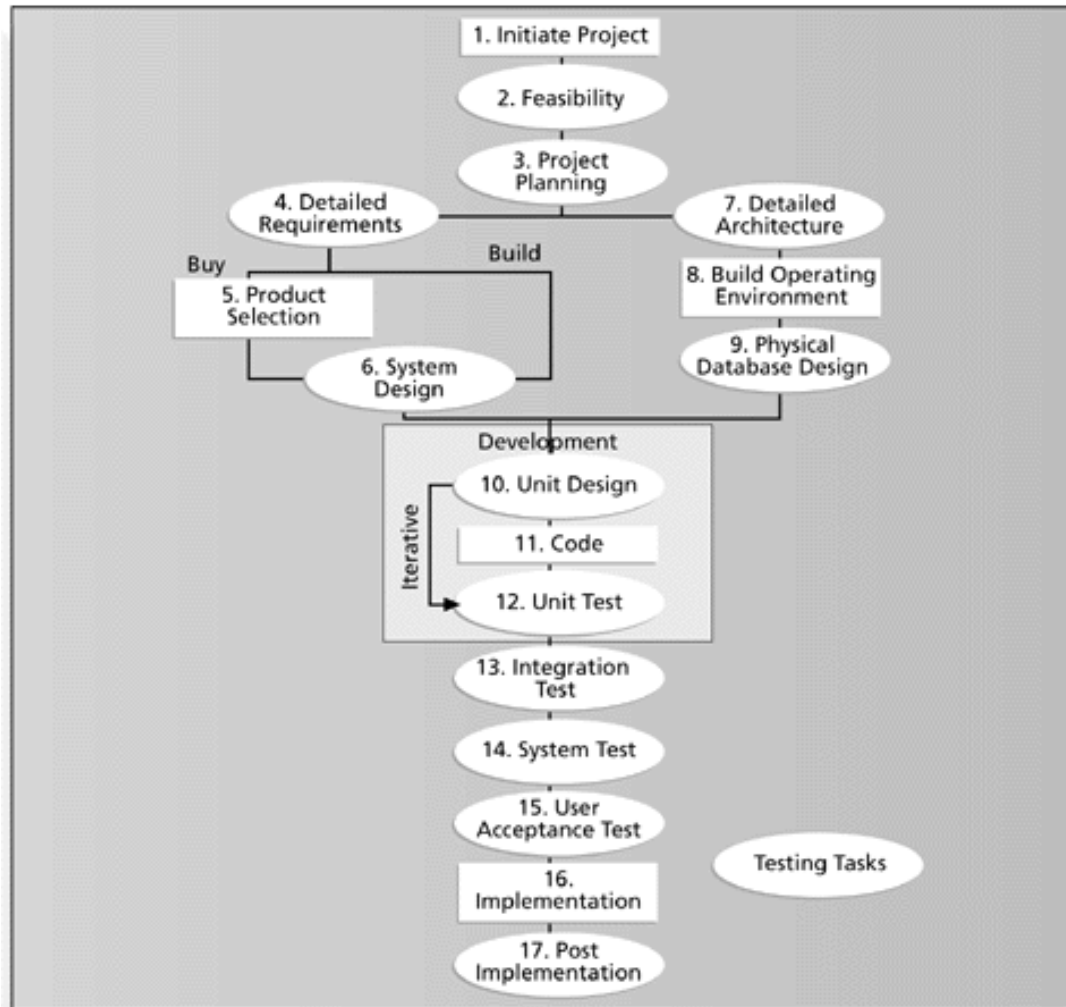 1. Initiate Project
2. Feasibility
3. Project
Planning
4. Detailed
Requirements
7. Detailed
Architecture
Buy
Build
5. Product
Selection
8. Build Operating
Environment
6. System
Design
9. Physical
Database Design
Development
Iterative
10. Unit Design
11. Code
12. Unit Test
13. Integration
Test
14. System Test
15. User
Acceptance Test
Testing Tasks
16.
Implementation
17. Post
Implementation